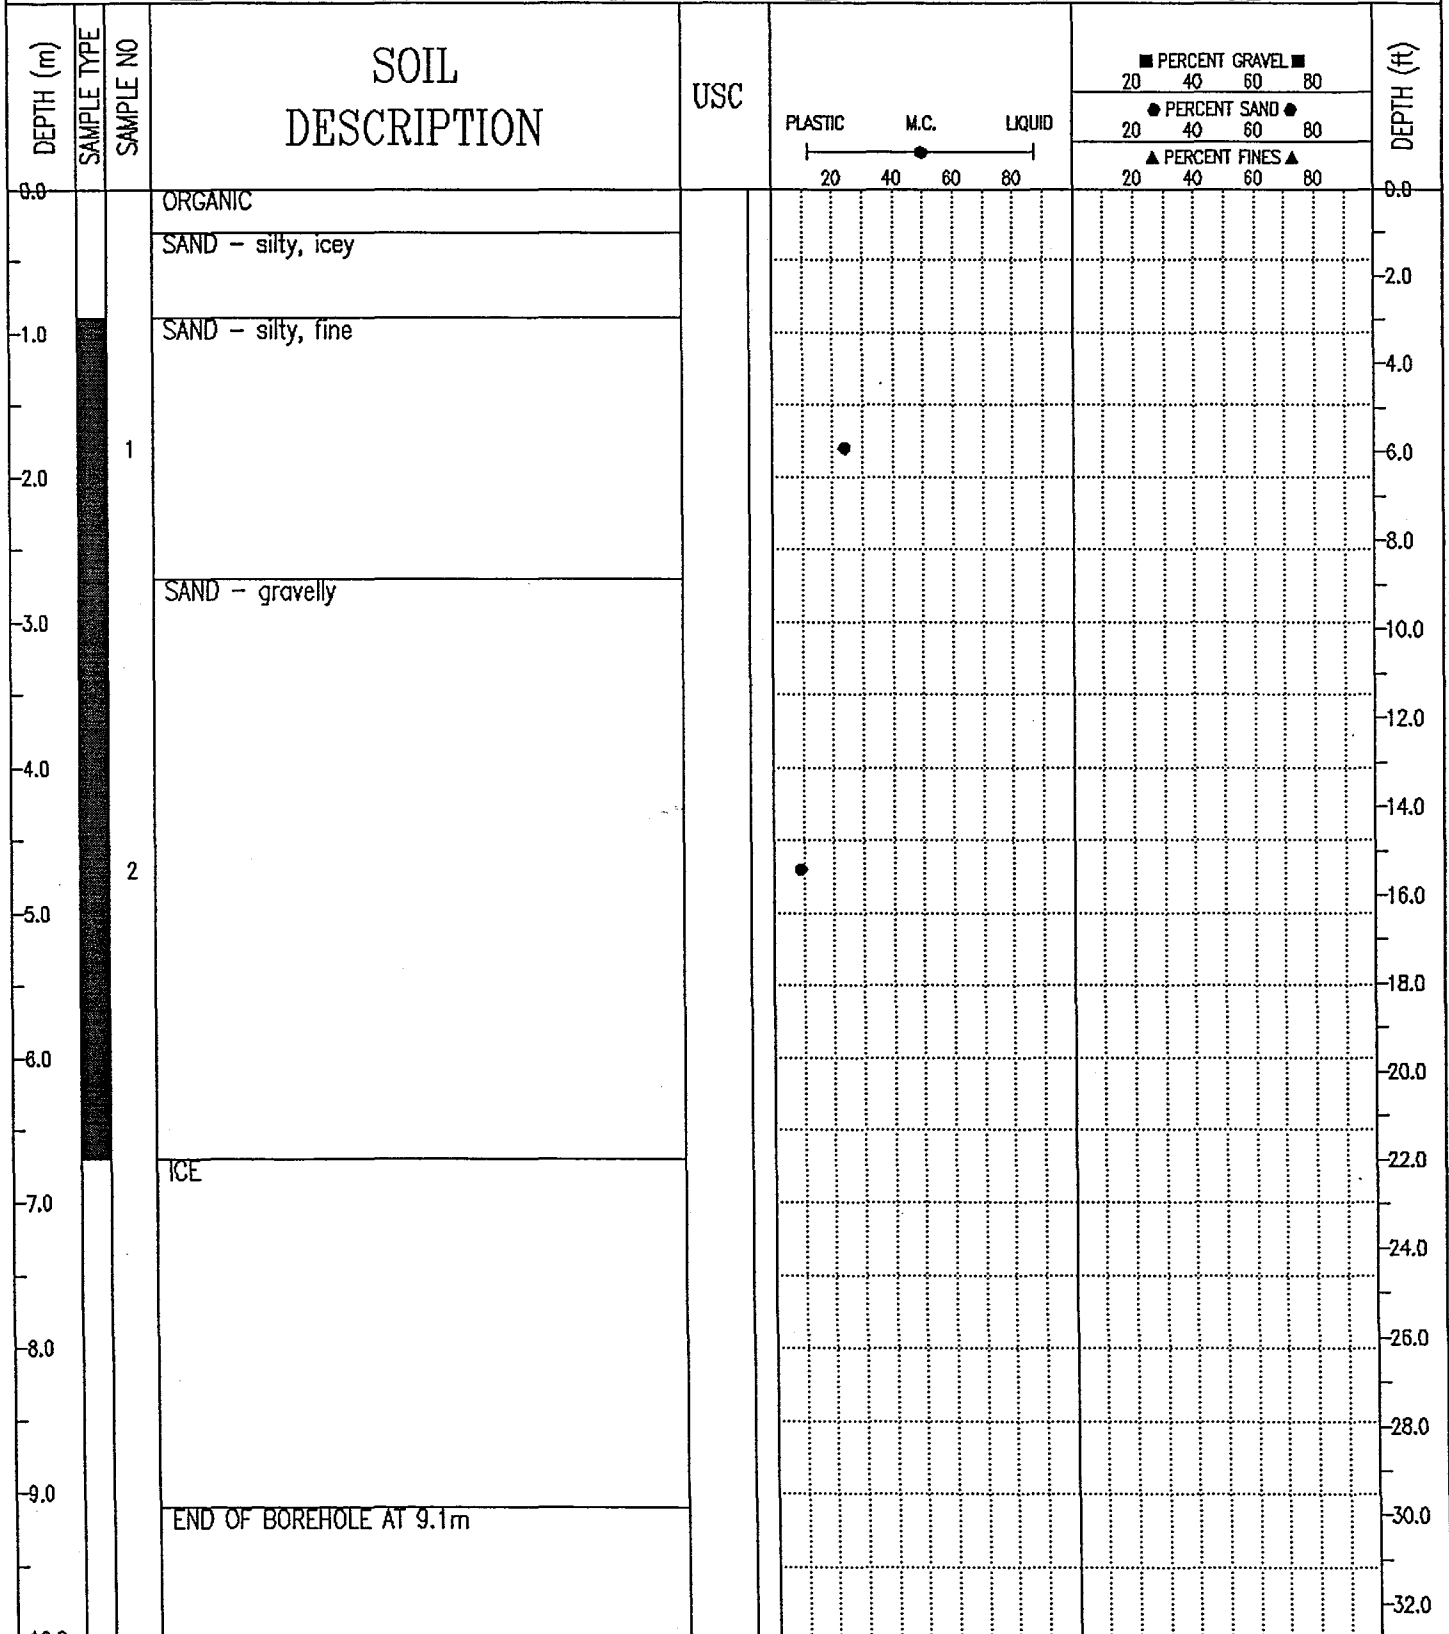 DEPTH (m)
SAMPLE TYPE
SAMPLE NO
SOIL
DESCRIPTION
USC
PLASTIC M.C. LIQUID
20 40 60 80
■ PERCENT GRAVEL ■
20 40 60 80
● PERCENT SAND ●
20 40 60 80
▲ PERCENT FINES ▲
20 40 60 80
DEPTH (ft)
0.0
ORGANIC
0.0
SAND - silty, icey
2.0
SAND - silty, fine
1.0
4.0
1
6.0
2.0
8.0
SAND - gravelly
3.0
10.0
12.0
4.0
14.0
2
16.0
5.0
18.0
6.0
20.0
ICE
22.0
7.0
24.0
8.0
26.0
28.0
9.0
END OF BOREHOLE AT 9.1m
30.0
32.0